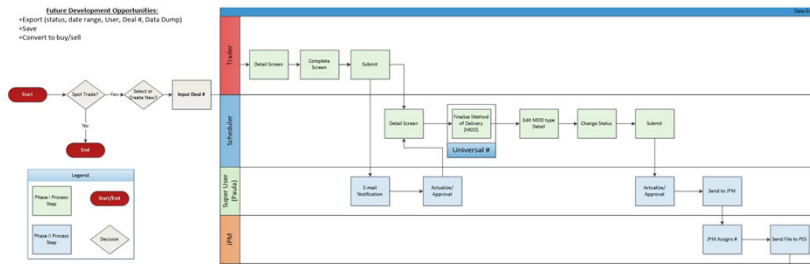 Future Development Opportunities:
+Export (status, date range, User, Deal #, Data Dump)
+Save
+Convert to buy/sell
Start
Spot Trade?
Yes
Select or
Create New?
Input Deal #
No
End
Legend
Phase I Process
Step
Start/End
Phase II Process
Step
Decision
Trader
Detail Screen
Complete
Screen
Submit
Scheduler
Detail Screen
Finalize Method
of Delivery
(MOD)
Universal #
Edit MOD type
Detail
Change Status
Submit
Super User
(Paula)
E-mail
Notification
Actualize/
Approval
Actualize/
Approval
Send to JPM
JPM
JPM Assigns #
Send File to PES